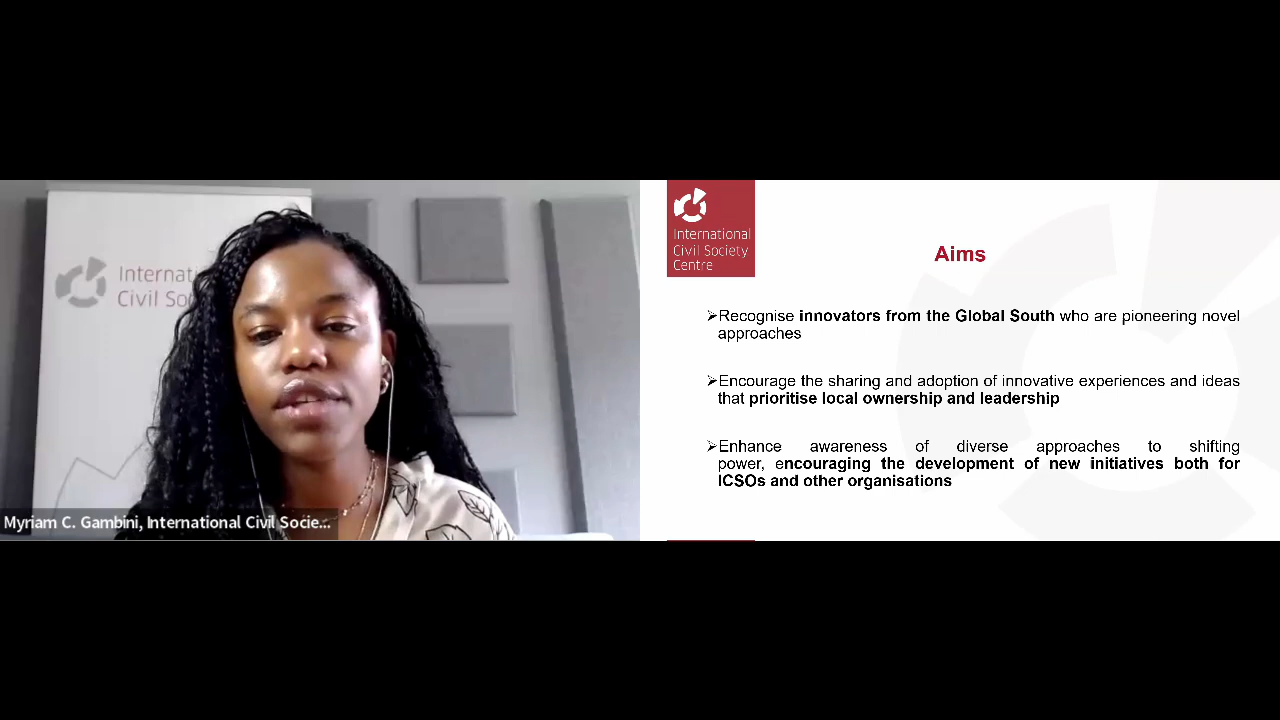 Internati
Civil Soc
Myriam C. Gambini, International Civil Socie...
International
Civil Society
Centre
Aims
➢Recognise innovators from the Global South who are pioneering novel
approaches
➢Encourage the sharing and adoption of innovative experiences and ideas
that prioritise local ownership and leadership
➢Enhance awareness of diverse approaches to shifting
power, encouraging the development of new initiatives both for
ICSOs and other organisations